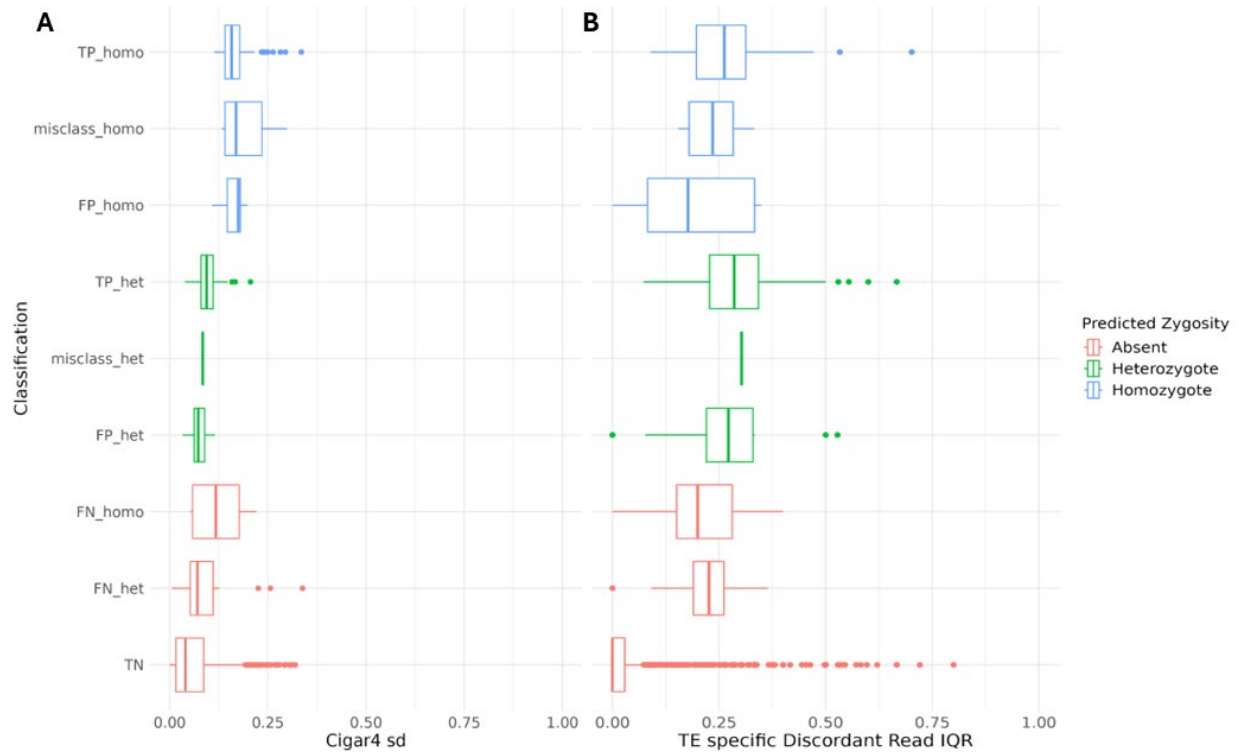 A
B
TP_homo
misclass_homo
FP_homo
TP_het
misclass_het
FP_het
FN_homo
FN_het
TN
Classification
0.00 0.25 0.50 0.75 1.00
Cigar4 sd
0.00 0.25 0.50 0.75 1.00
TE specific Discordant Read IQR
Predicted Zygosity
Absent
Heterozygote
Homozygote